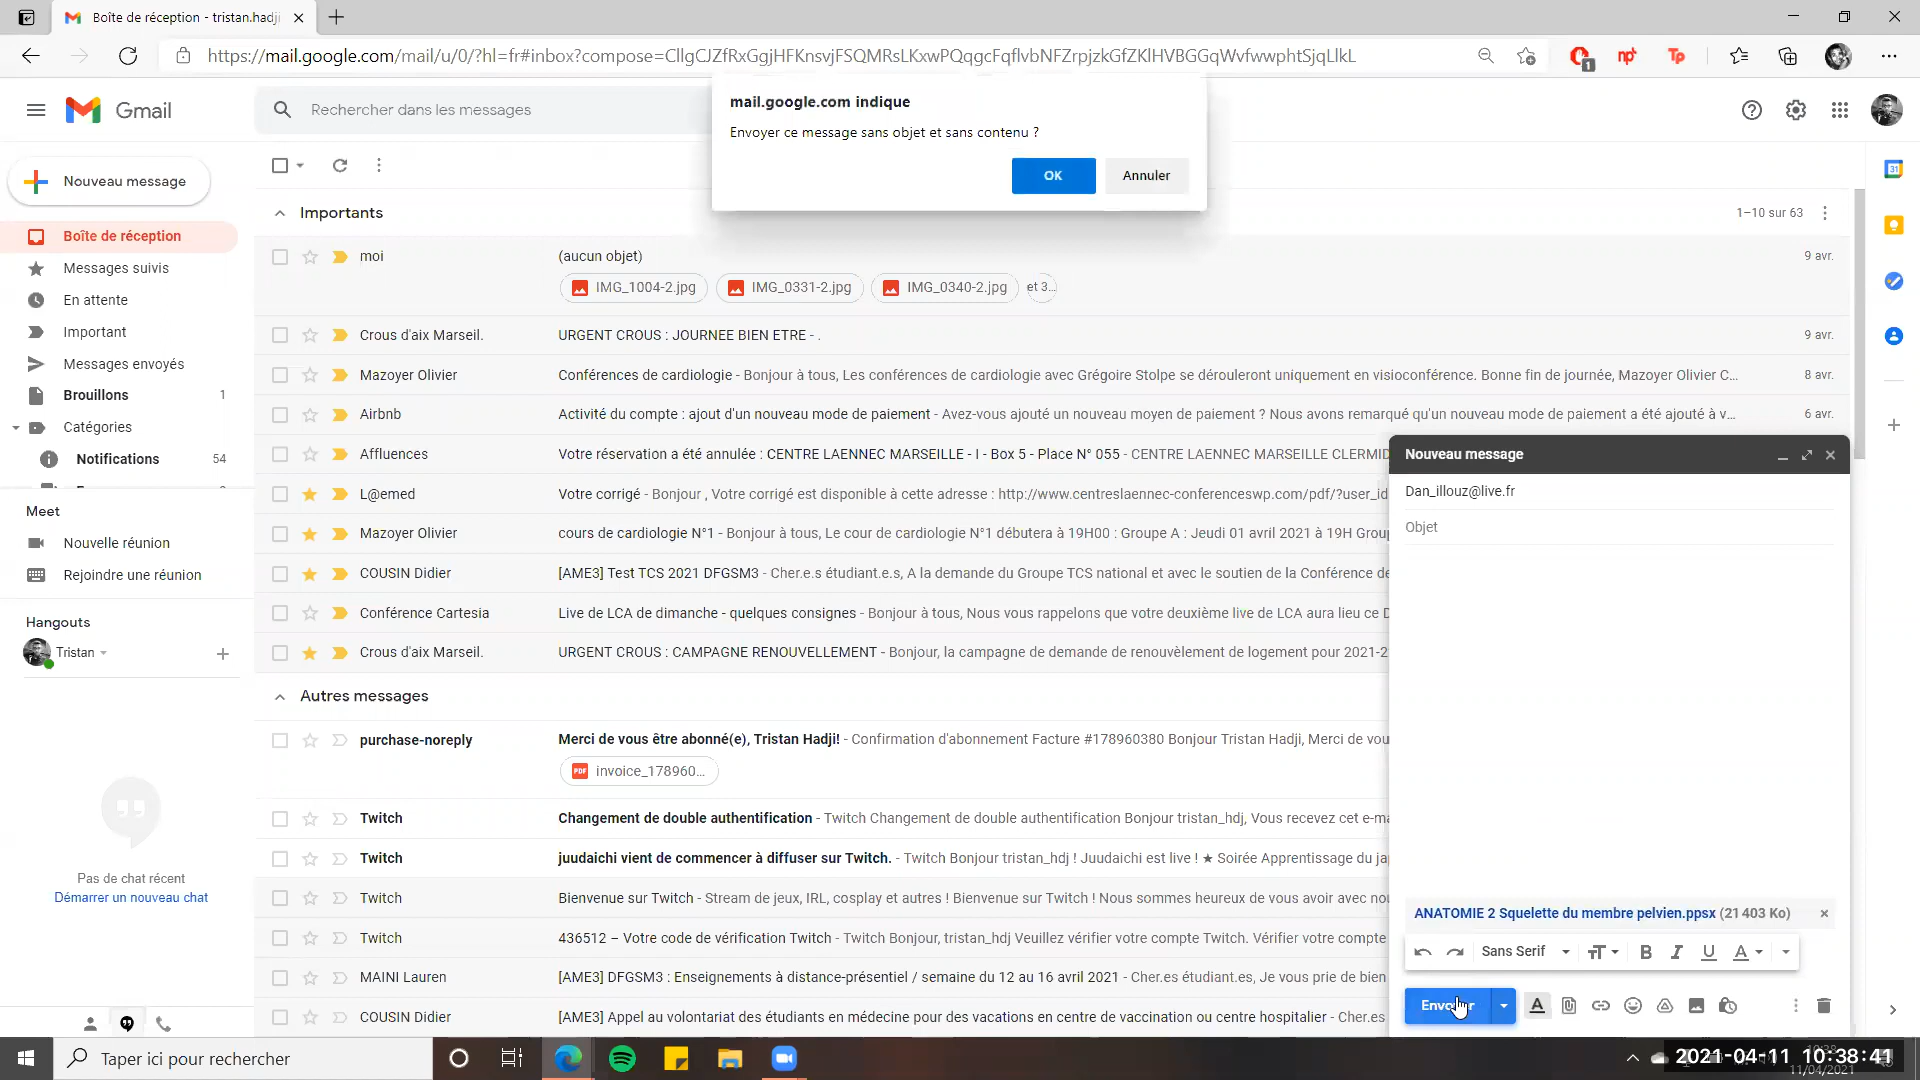 Boîte de réception - tristan.hadji
https://mail.google.com/mail/u/0/?hl=fr#inbox?compose=CllgCJZfRxGgjHFKnsvjFSQMRsLKxwPQqgcFqflvbNFZrpjzkGfZKlHVBGGqWvfwwphtSjqLlkL
mail.google.com indique
Envoyer ce message sans objet et sans contenu ?
OK
Annuler
Gmail
Rechercher dans les messages
Nouveau message
Boîte de réception
Messages suivis
En attente
Important
Messages envoyés
Brouillons 1
Catégories
Notifications 54
Meet
Nouvelle réunion
Rejoindre une réunion
Hangouts
Tristan
Pas de chat récent
Démarrer un nouveau chat
Importants
1–10 sur 63
moi (aucun objet) 9 avr.
IMG_1004-2.jpg IMG_0331-2.jpg IMG_0340-2.jpg et 3...
Crous d'aix Marseil. URGENT CROUS : JOURNEE BIEN ETRE - . 9 avr.
Mazoyer Olivier Conférences de cardiologie - Bonjour à tous, Les conférences de cardiologie avec Grégoire Stolpe se dérouleront uniquement en visioconférence. Bonne fin de journée, Mazoyer Olivier C... 8 avr.
Airbnb Activité du compte : ajout d'un nouveau mode de paiement - Avez-vous ajouté un nouveau moyen de paiement ? Nous avons remarqué qu'un nouveau mode de paiement a été ajouté à v... 6 avr.
Affluences Votre réservation a été annulée : CENTRE LAENNEC MARSEILLE - I - Box 5 - Place N° 055 - CENTRE LAENNEC MARSEILLE CLERMID
L@emed Votre corrigé - Bonjour , Votre corrigé est disponible à cette adresse : http://www.centreslaennec-conferenceswp.com/pdf/?user_id
Mazoyer Olivier cours de cardiologie N°1 - Bonjour à tous, Le cour de cardiologie N°1 débutera à 19H00 : Groupe A : Jeudi 01 avril 2021 à 19H Group
COUSIN Didier [AME3] Test TCS 2021 DFGSM3 - Cher.e.s étudiant.e.s, A la demande du Groupe TCS national et avec le soutien de la Conférence de
Conférence Cartesia Live de LCA de dimanche - quelques consignes - Bonjour à tous, Nous vous rappelons que votre deuxième live de LCA aura lieu ce D
Crous d'aix Marseil. URGENT CROUS : CAMPAGNE RENOUVELLEMENT - Bonjour, la campagne de demande de renouvèlement de logement pour 2021-2
Autres messages
purchase-noreply Merci de vous être abonné(e), Tristan Hadji! - Confirmation d'abonnement Facture #178960380 Bonjour Tristan Hadji, Merci de vou
PDF invoice_178960...
Twitch Changement de double authentification - Twitch Changement de double authentification Bonjour tristan_hdj, Vous recevez cet e-ma
Twitch juudaichi vient de commencer à diffuser sur Twitch. - Twitch Bonjour tristan_hdj ! Juudaichi est live ! ★ Soirée Apprentissage du jap
Twitch Bienvenue sur Twitch - Stream de jeux, IRL, cosplay et autres ! Bienvenue sur Twitch ! Nous sommes heureux de vous avoir avec nou
Twitch 436512 – Votre code de vérification Twitch - Twitch Bonjour, tristan_hdj Veuillez vérifier votre compte Twitch. Vérifier votre compte
MAINI Lauren [AME3] DFGSM3 : Enseignements à distance-présentiel / semaine du 12 au 16 avril 2021 - Cher.es étudiant.es, Je vous prie de bien
COUSIN Didier [AME3] Appel au volontariat des étudiants en médecine pour des vacations en centre de vaccination ou centre hospitalier - Cher.es
Nouveau message
Dan_illouz@live.fr
Objet
ANATOMIE 2 Squelette du membre pelvien.ppsx (21 403 Ko)
Sans Serif
Envoyer
Taper ici pour rechercher
2021-04-11 10:38:41
11/04/2021